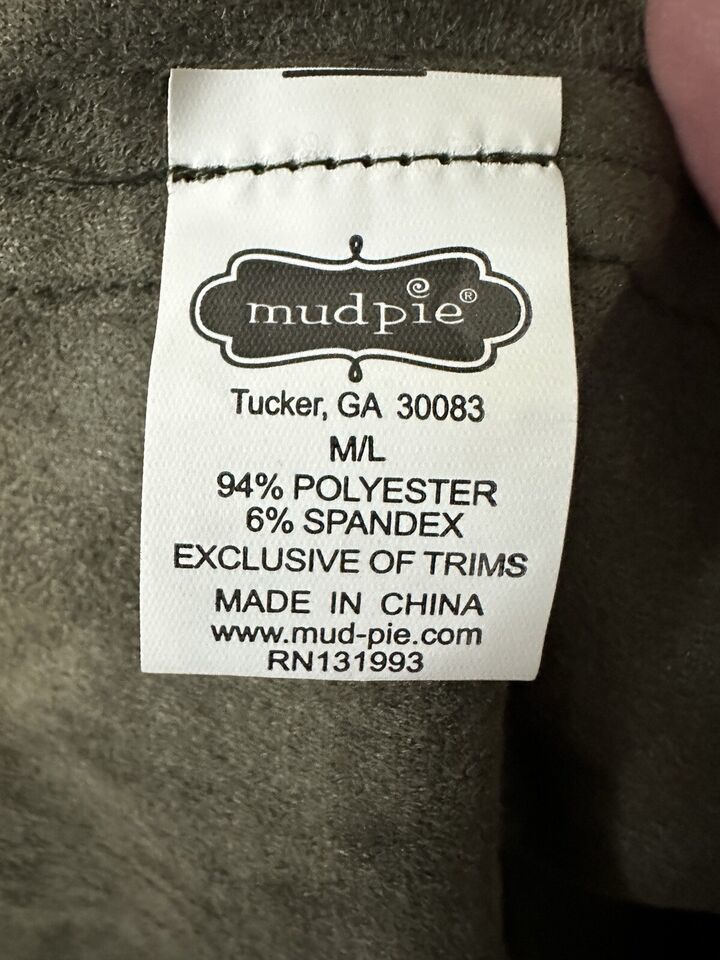 mudpie®
Tucker, GA 30083
M/L
94% POLYESTER
6% SPANDEX
EXCLUSIVE OF TRIMS
MADE IN CHINA
www.mud-pie.com
RN131993